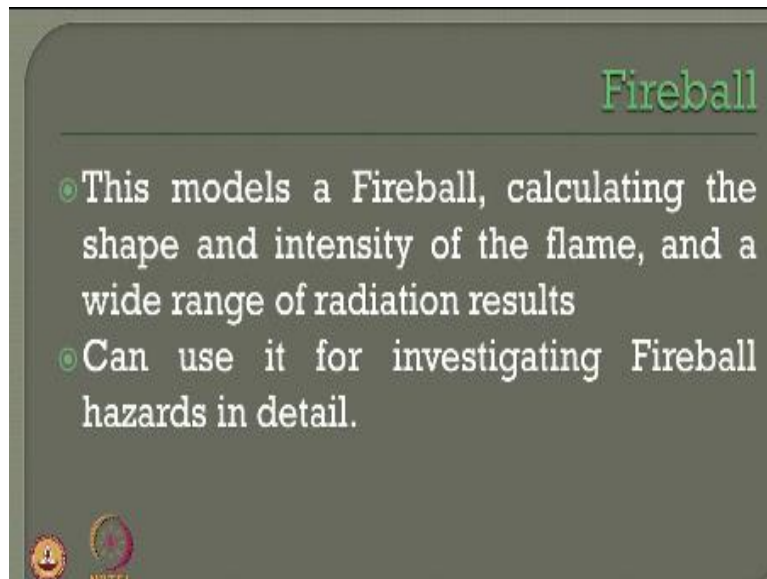 Fireball
This models a Fireball, calculating the
shape and intensity of the flame, and a
wide range of radiation results
Can use it for investigating Fireball
hazards in detail.